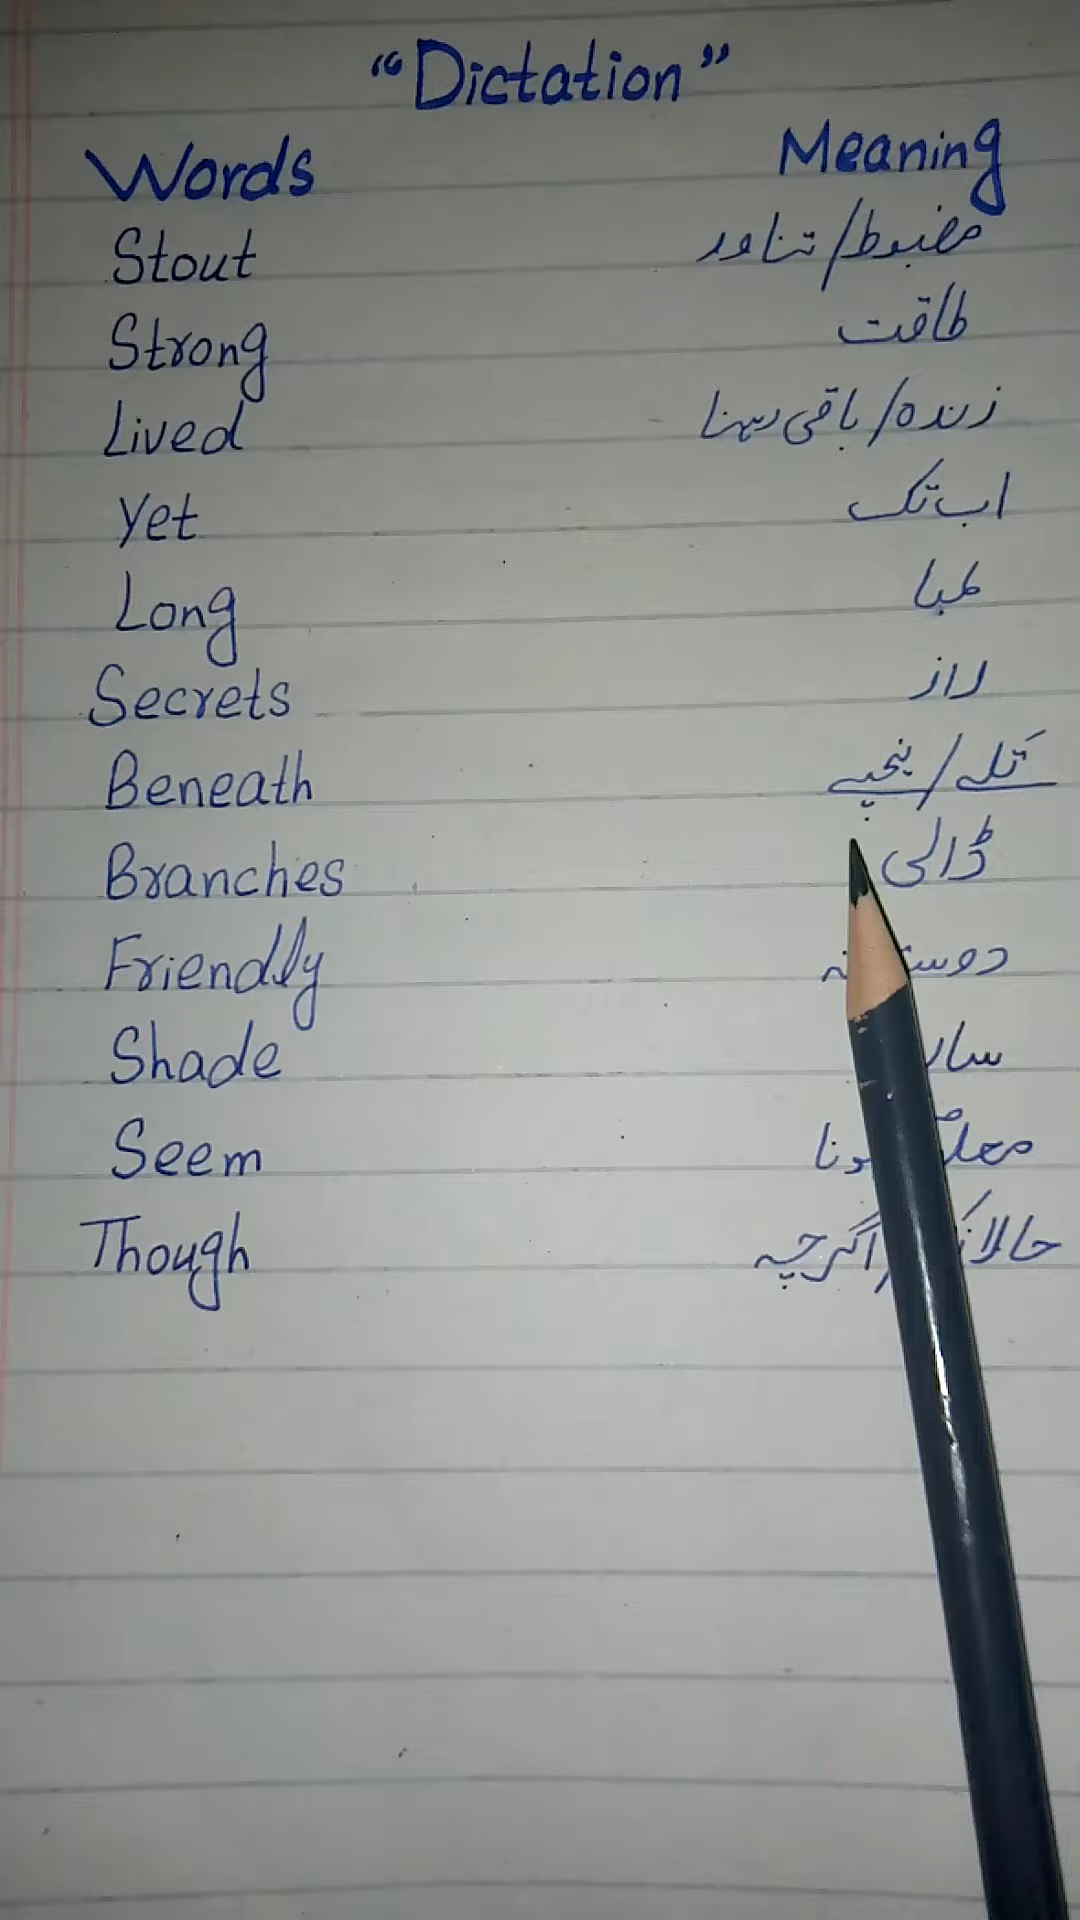 "Dictation"
Words Meaning
Stout مضبوط/تناور
Strong طاقت
Lived زندہ/باقی رہنا
Yet اب تک
Long لمبا
Secrets راز
Beneath تلے/نیچے
Branches ڈالی
Friendly
Shade
Seem
Though اگرچہ